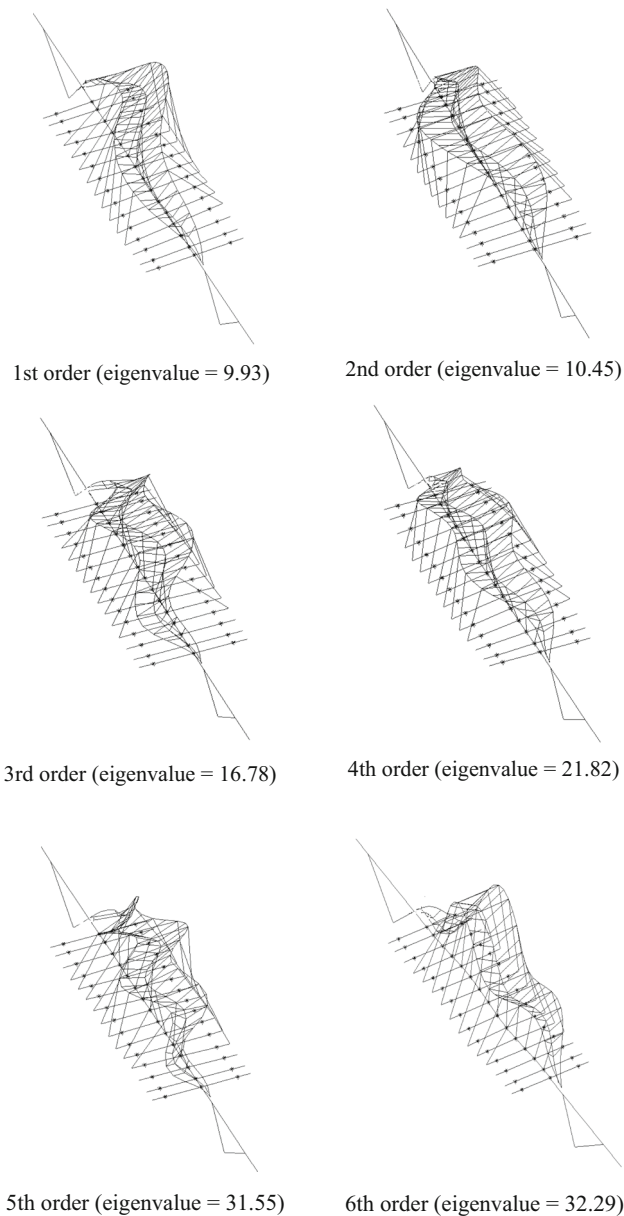 1st order (eigenvalue = 9.93)
2nd order (eigenvalue = 10.45)
3rd order (eigenvalue = 16.78)
4th order (eigenvalue = 21.82)
5th order (eigenvalue = 31.55)
6th order (eigenvalue = 32.29)